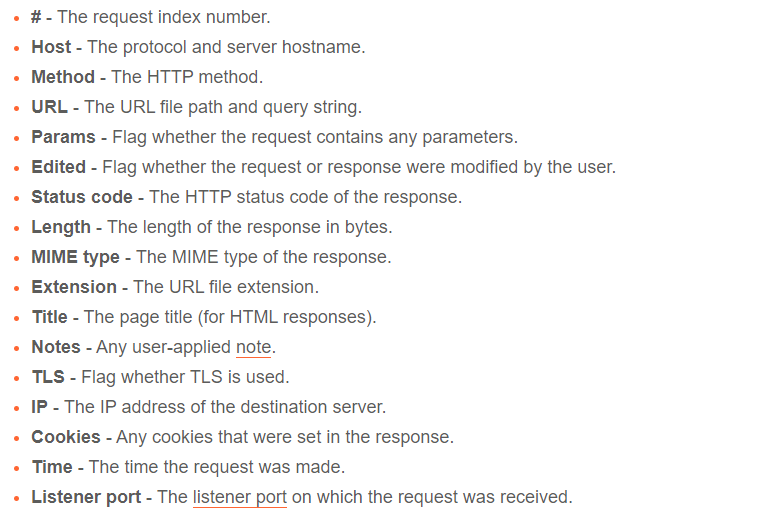 # - The request index number.
Host - The protocol and server hostname.
Method - The HTTP method.
URL - The URL file path and query string.
Params - Flag whether the request contains any parameters.
Edited - Flag whether the request or response were modified by the user.
Status code - The HTTP status code of the response.
Length - The length of the response in bytes.
MIME type - The MIME type of the response.
Extension - The URL file extension.
Title - The page title (for HTML responses).
Notes - Any user-applied note.
TLS - Flag whether TLS is used.
IP - The IP address of the destination server.
Cookies - Any cookies that were set in the response.
Time - The time the request was made.
Listener port - The listener port on which the request was received.